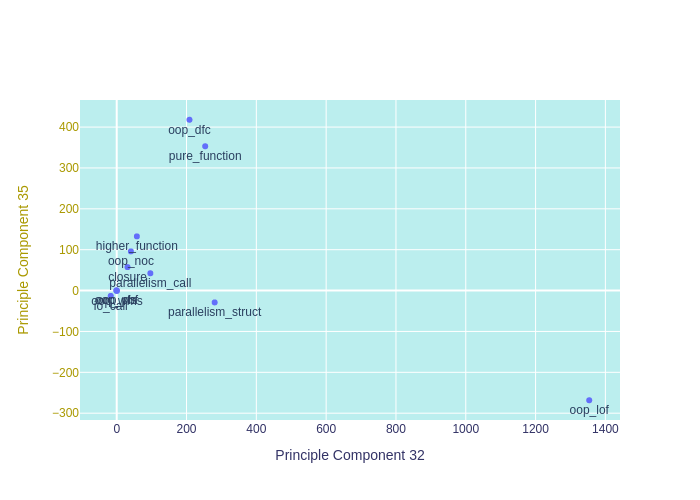 400
300
200
100
0
−100
−200
−300
Principle Component 35
oop_dfc
pure_function
higher_function
oop_noc
closure
parallelism_call
io_call
parallelism_struct
oop_lof
0
200
400
600
800
1000
1200
1400
Principle Component 32